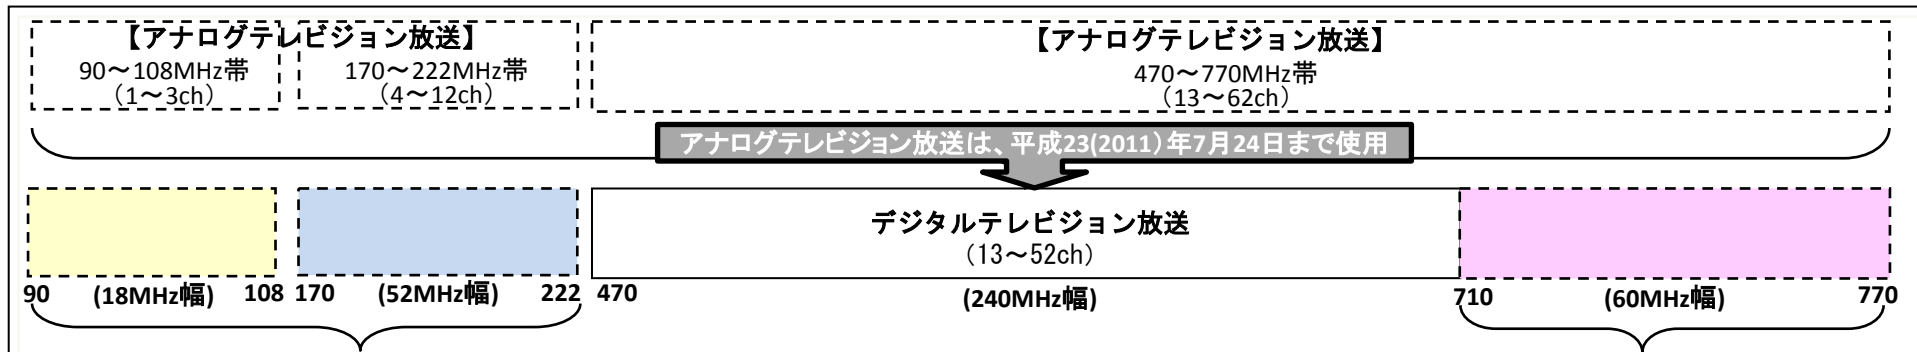 【アナログテレビジョン放送】
90～108MHz帯
（1～3ch）
170～222MHz帯
（4～12ch）
【アナログテレビジョン放送】
470～770MHz帯
（13～62ch）
アナログテレビジョン放送は、平成23(2011）年7月24日まで使用
デジタルテレビジョン放送
（13～52ch）
90 (18MHz幅) 108 170 (52MHz幅) 222 470 (240MHz幅) 710 (60MHz幅) 770